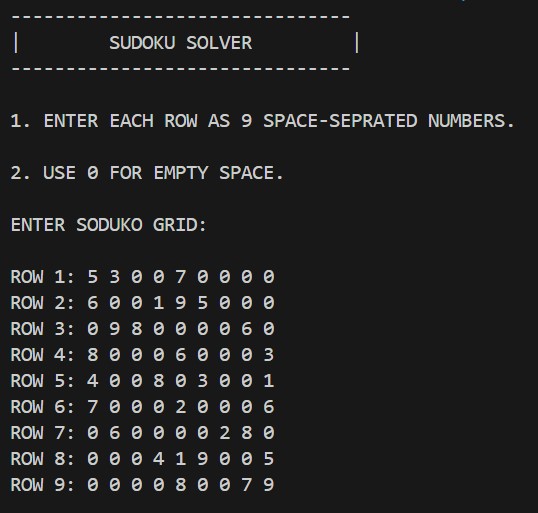 -------------------------------
|        SUDOKU SOLVER         |
-------------------------------
1. ENTER EACH ROW AS 9 SPACE-SEPRATED NUMBERS.
2. USE 0 FOR EMPTY SPACE.
ENTER SODUKO GRID:
ROW 1: 5 3 0 0 7 0 0 0 0
ROW 2: 6 0 0 1 9 5 0 0 0
ROW 3: 0 9 8 0 0 0 0 6 0
ROW 4: 8 0 0 0 6 0 0 0 3
ROW 5: 4 0 0 8 0 3 0 0 1
ROW 6: 7 0 0 0 2 0 0 0 6
ROW 7: 0 6 0 0 0 0 2 8 0
ROW 8: 0 0 0 4 1 9 0 0 5
ROW 9: 0 0 0 0 8 0 0 7 9